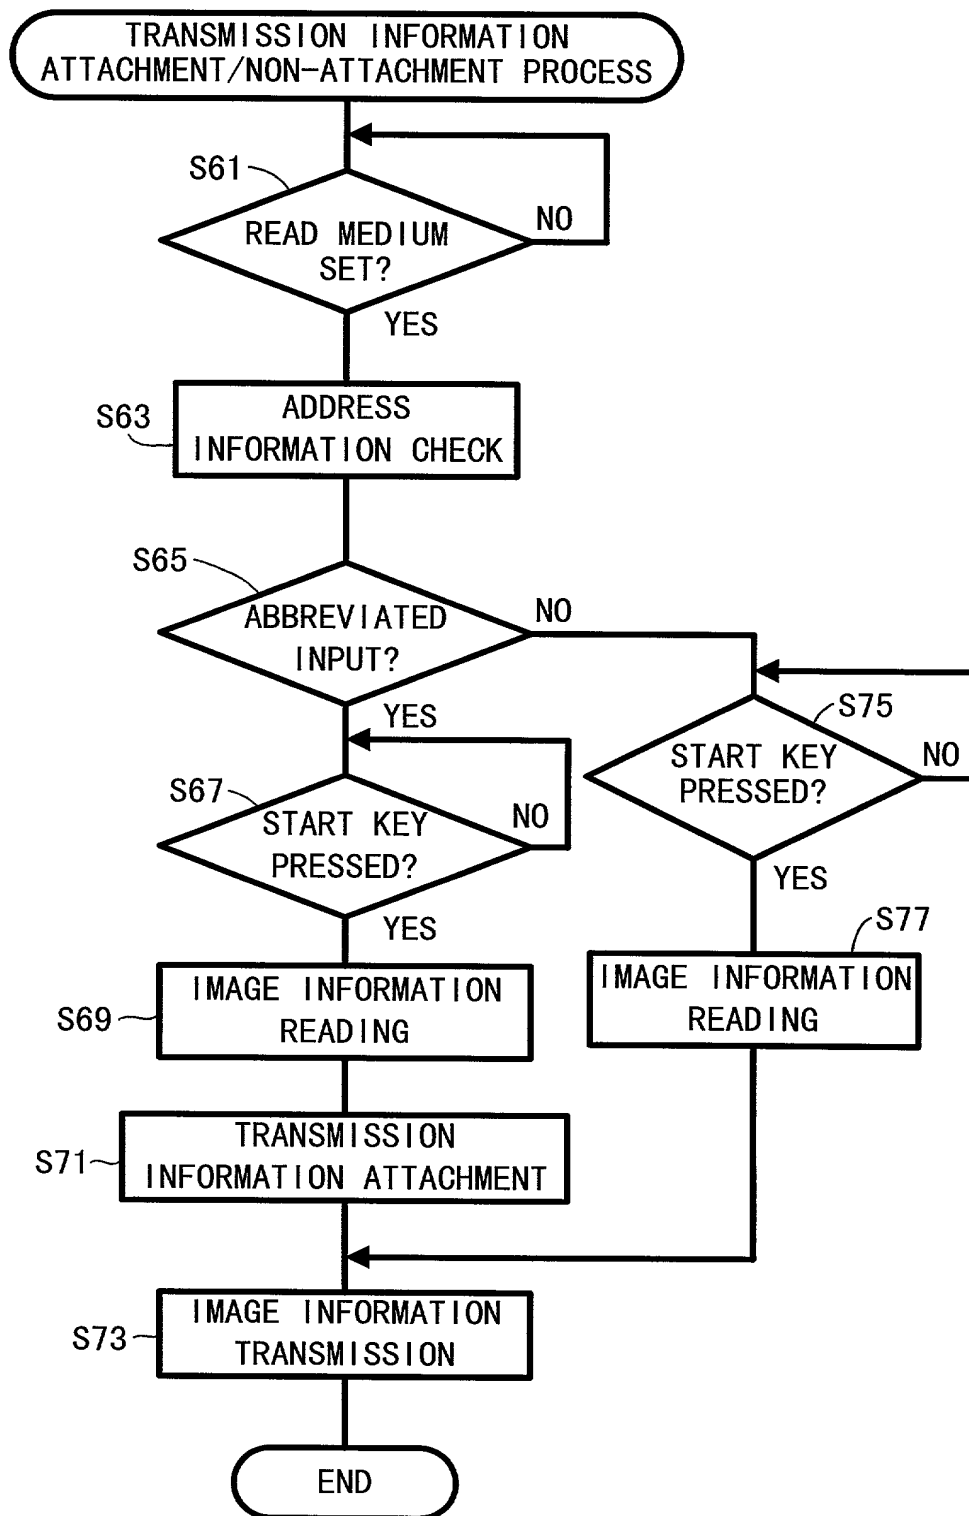 TRANSMISSION INFORMATION
ATTACHMENT/NON-ATTACHMENT PROCESS
S61
READ MEDIUM
SET?
NO
YES
S63
ADDRESS
INFORMATION CHECK
S65
ABBREVIATED
INPUT?
NO
YES
S75
START KEY
PRESSED?
NO
YES
S67
START KEY
PRESSED?
NO
YES
S77
IMAGE INFORMATION
READING
S69
IMAGE INFORMATION
READING
S71
TRANSMISSION
INFORMATION ATTACHMENT
S73
IMAGE INFORMATION
TRANSMISSION
END